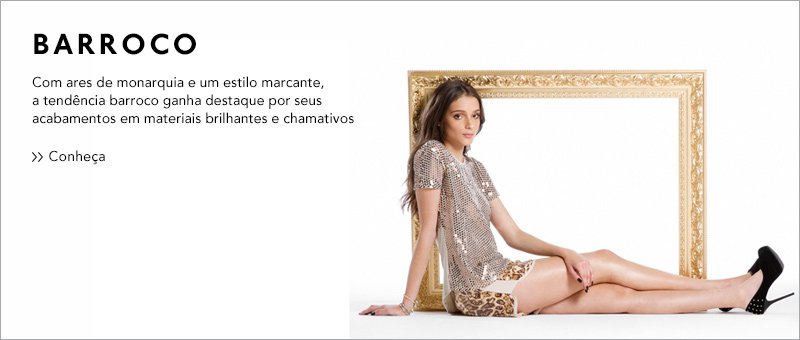 BARROCO
Com ares de monarquia e um estilo marcante,
a tendência barroco ganha destaque por seus
acabamentos em materiais brilhantes e chamativos
>> Conheça